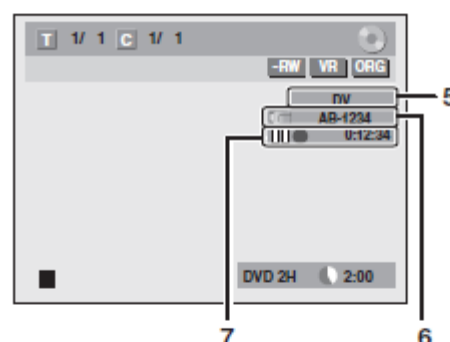 T 1/ 1 C 1/ 1
-RW VR ORG
DV
5
AB-1234
0:12:34
DVD 2H 2:00
7 6